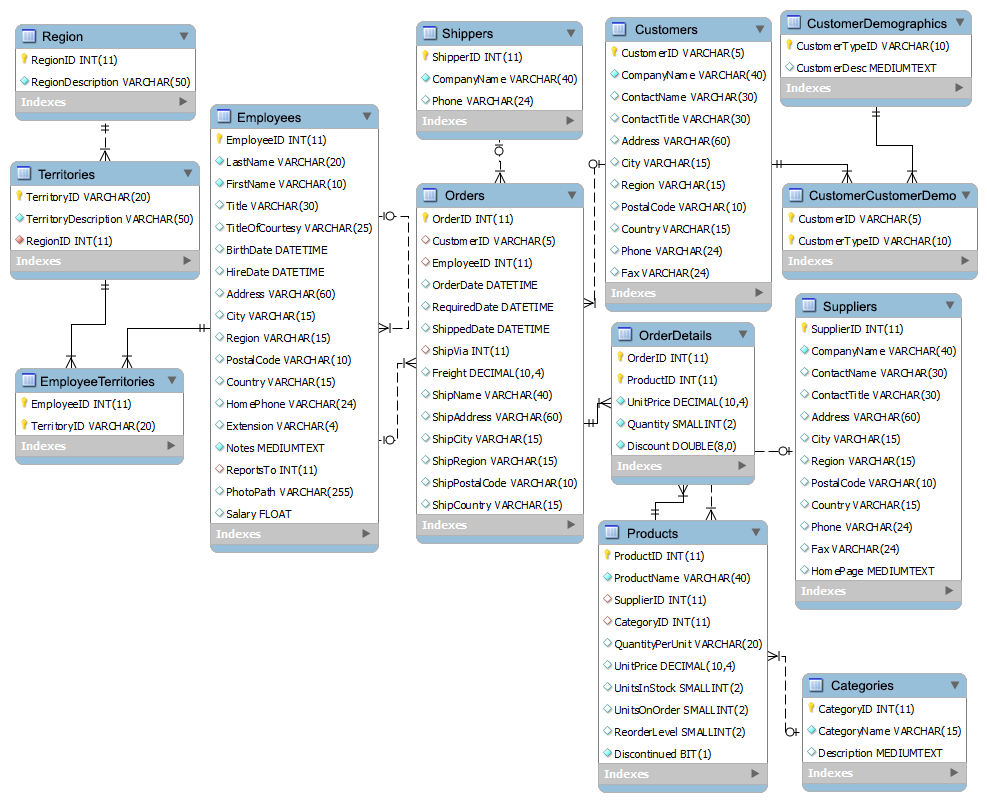 Region
RegionID INT(11)
RegionDescription VARCHAR(50)
Indexes
Territories
TerritoryID VARCHAR(20)
TerritoryDescription VARCHAR(50)
RegionID INT(11)
Indexes
EmployeeTerritories
EmployeeID INT(11)
TerritoryID VARCHAR(20)
Indexes
Employees
EmployeeID INT(11)
LastName VARCHAR(20)
FirstName VARCHAR(10)
Title VARCHAR(30)
TitleOfCourtesy VARCHAR(25)
BirthDate DATETIME
HireDate DATETIME
Address VARCHAR(60)
City VARCHAR(15)
Region VARCHAR(15)
PostalCode VARCHAR(10)
Country VARCHAR(15)
HomePhone VARCHAR(24)
Extension VARCHAR(4)
Notes MEDIUMTEXT
ReportsTo INT(11)
PhotoPath VARCHAR(255)
Salary FLOAT
Indexes
Shippers
ShipperID INT(11)
CompanyName VARCHAR(40)
Phone VARCHAR(24)
Indexes
Orders
OrderID INT(11)
CustomerID VARCHAR(5)
EmployeeID INT(11)
OrderDate DATETIME
RequiredDate DATETIME
ShippedDate DATETIME
ShipVia INT(11)
Freight DECIMAL(10,4)
ShipName VARCHAR(40)
ShipAddress VARCHAR(60)
ShipCity VARCHAR(15)
ShipRegion VARCHAR(15)
ShipPostalCode VARCHAR(10)
ShipCountry VARCHAR(15)
Indexes
Customers
CustomerID VARCHAR(5)
CompanyName VARCHAR(40)
ContactName VARCHAR(30)
ContactTitle VARCHAR(30)
Address VARCHAR(60)
City VARCHAR(15)
Region VARCHAR(15)
PostalCode VARCHAR(10)
Country VARCHAR(15)
Phone VARCHAR(24)
Fax VARCHAR(24)
Indexes
OrderDetails
OrderID INT(11)
ProductID INT(11)
UnitPrice DECIMAL(10,4)
Quantity SMALLINT(2)
Discount DOUBLE(8,0)
Indexes
Products
ProductID INT(11)
ProductName VARCHAR(40)
SupplierID INT(11)
CategoryID INT(11)
QuantityPerUnit VARCHAR(20)
UnitPrice DECIMAL(10,4)
UnitsInStock SMALLINT(2)
UnitsOnOrder SMALLINT(2)
ReorderLevel SMALLINT(2)
Discontinued BIT(1)
Indexes
CustomerDemographics
CustomerTypeID VARCHAR(10)
CustomerDesc MEDIUMTEXT
Indexes
CustomerCustomerDemo
CustomerID VARCHAR(5)
CustomerTypeID VARCHAR(10)
Indexes
Suppliers
SupplierID INT(11)
CompanyName VARCHAR(40)
ContactName VARCHAR(30)
ContactTitle VARCHAR(30)
Address VARCHAR(60)
City VARCHAR(15)
Region VARCHAR(15)
PostalCode VARCHAR(10)
Country VARCHAR(15)
Phone VARCHAR(24)
Fax VARCHAR(24)
HomePage MEDIUMTEXT
Indexes
Categories
CategoryID INT(11)
CategoryName VARCHAR(15)
Description MEDIUMTEXT
Indexes